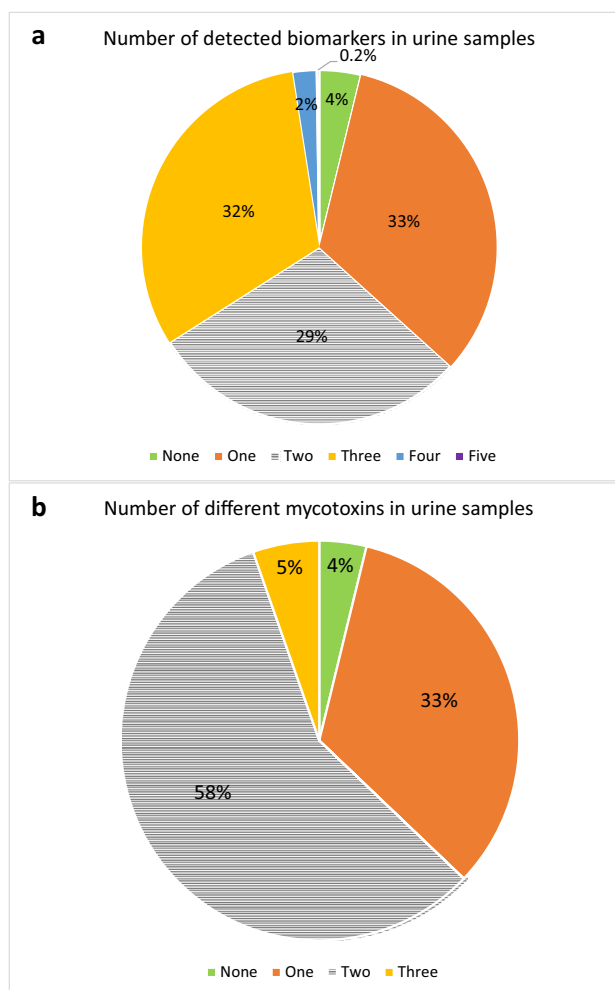 a Number of detected biomarkers in urine samples
0.2%
2% 4%
32% 33%
29%
None One Two Three Four Five
b Number of different mycotoxins in urine samples
5% 4%
33%
58%
None One Two Three